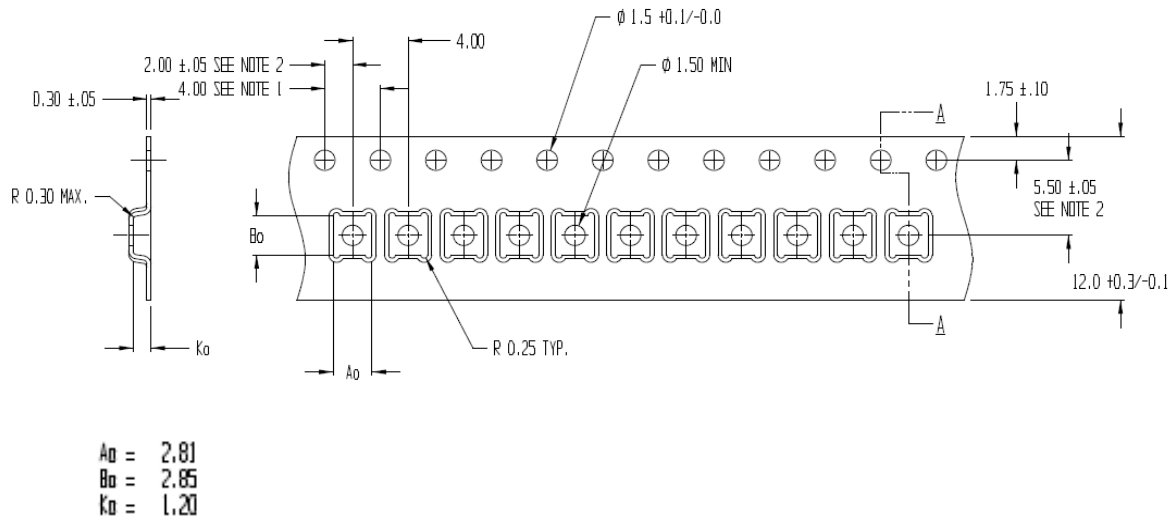 ϕ 1.5 +0.1/-0.0
4.00
2.00 ±.05 SEE NOTE 2
ϕ 1.50 MIN
4.00 SEE NOTE 1
1.75 ±.10
0.30 ±.05
A
R 0.30 MAX.
5.50 ±.05
SEE NOTE 2
Bo
12.0 +0.3/-0.1
A
Ko
R 0.25 TYP.
Ao
Ao = 2.81
Bo = 2.85
Ko = 1.20